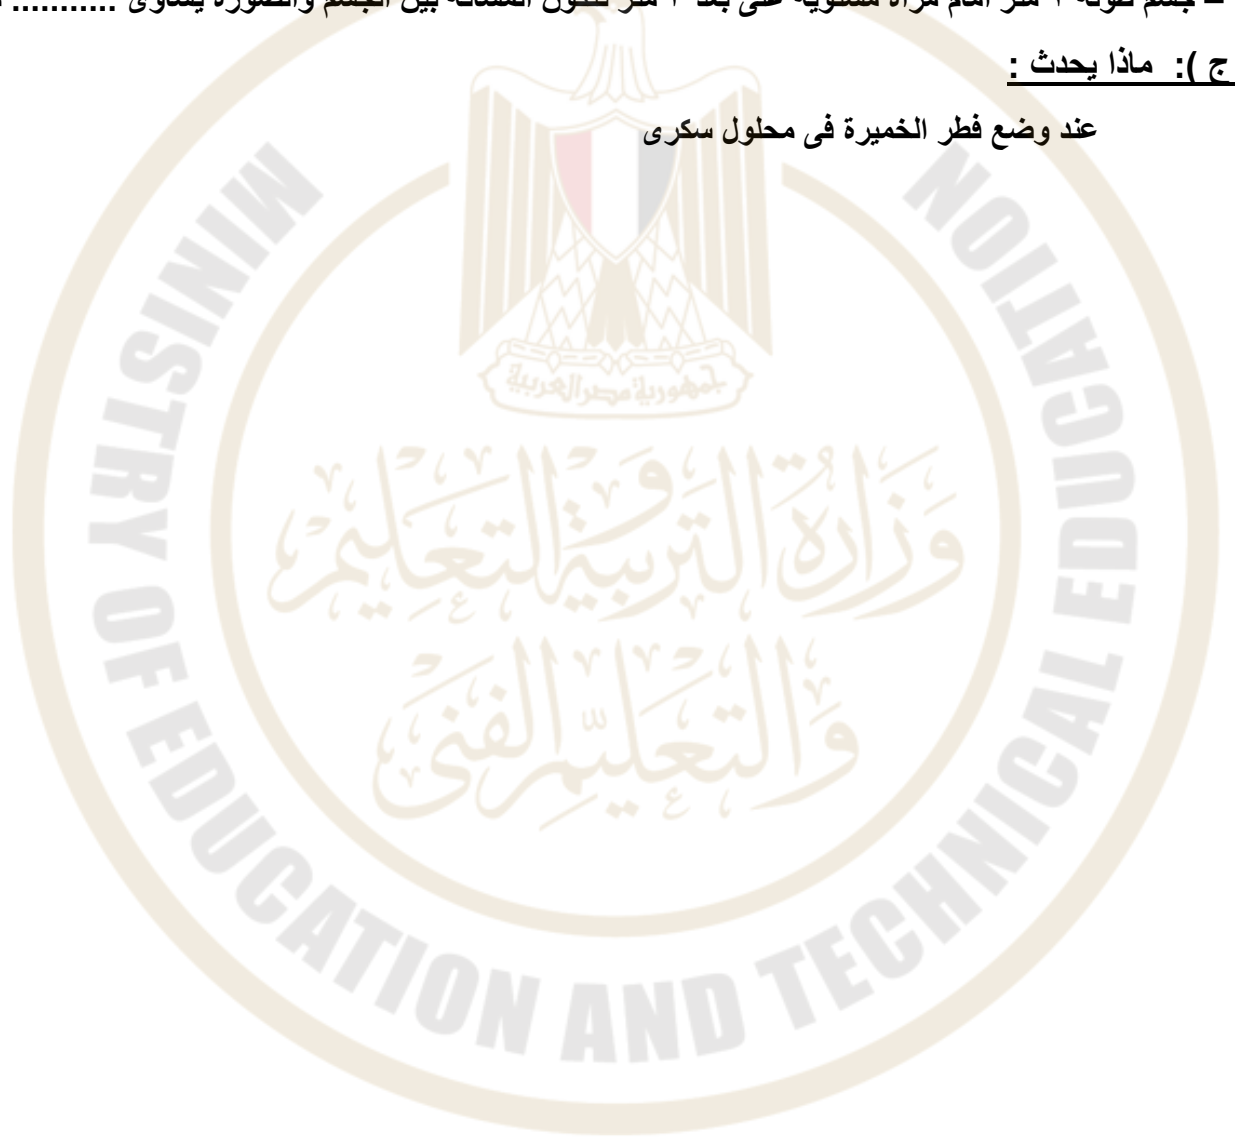 ج ): ماذا يحدث :
عند وضع فطر الخميرة فى محلول سكرى
جمهورية مصر العربية
وزارة التربية والتعليم
والتعليم الفنى
MINISTRY OF EDUCATION AND TECHNICAL EDUCATION